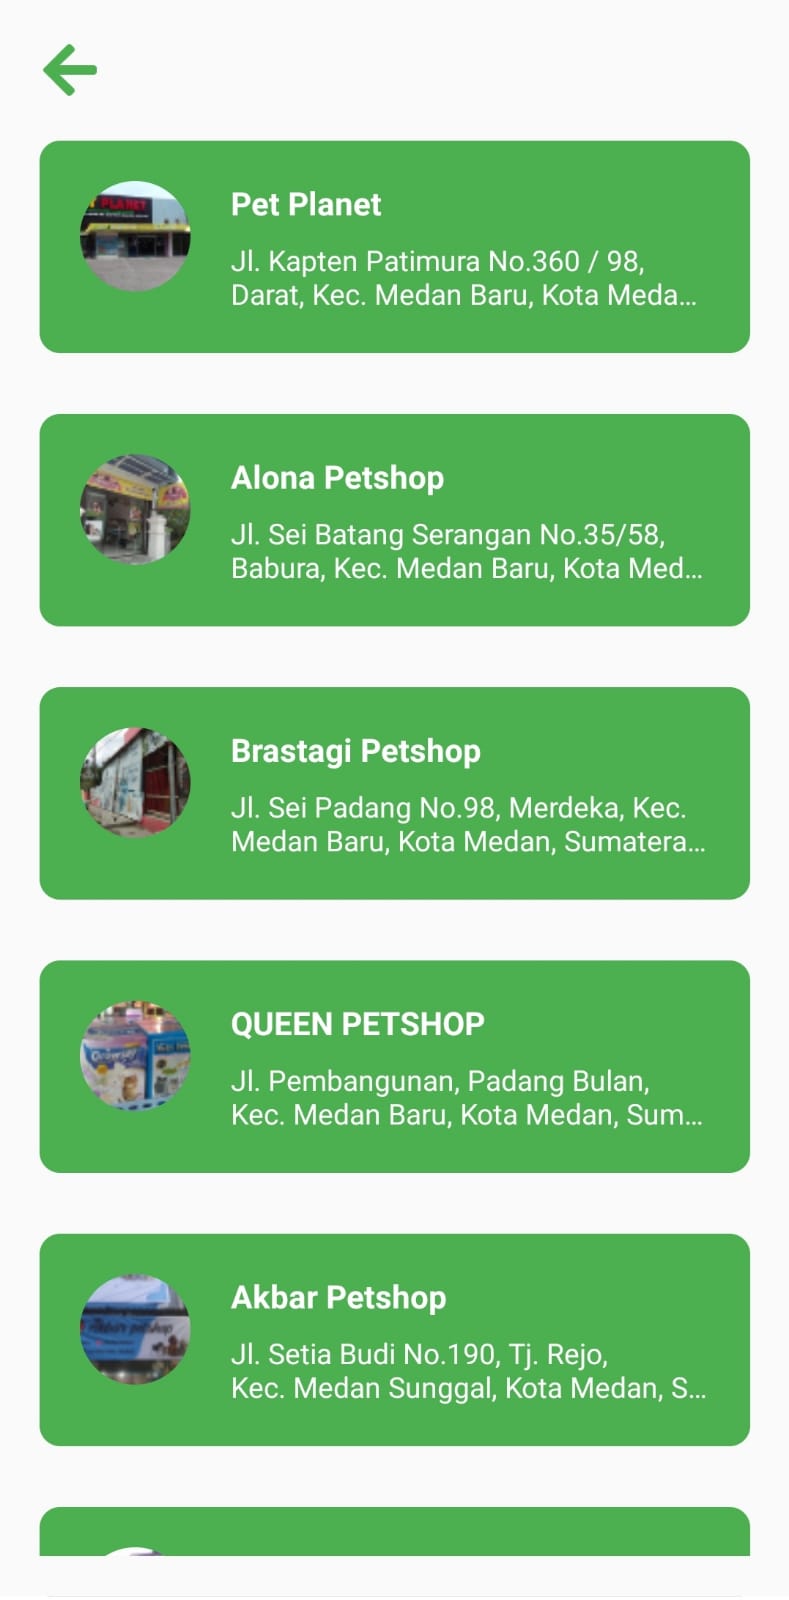 Pet Planet
Jl. Kapten Patimura No.360 / 98,
Darat, Kec. Medan Baru, Kota Meda...
Alona Petshop
Jl. Sei Batang Serangan No.35/58,
Babura, Kec. Medan Baru, Kota Med...
Brastagi Petshop
Jl. Sei Padang No.98, Merdeka, Kec.
Medan Baru, Kota Medan, Sumatera...
QUEEN PETSHOP
Jl. Pembangunan, Padang Bulan,
Kec. Medan Baru, Kota Medan, Sum...
Akbar Petshop
Jl. Setia Budi No.190, Tj. Rejo,
Kec. Medan Sunggal, Kota Medan, S...